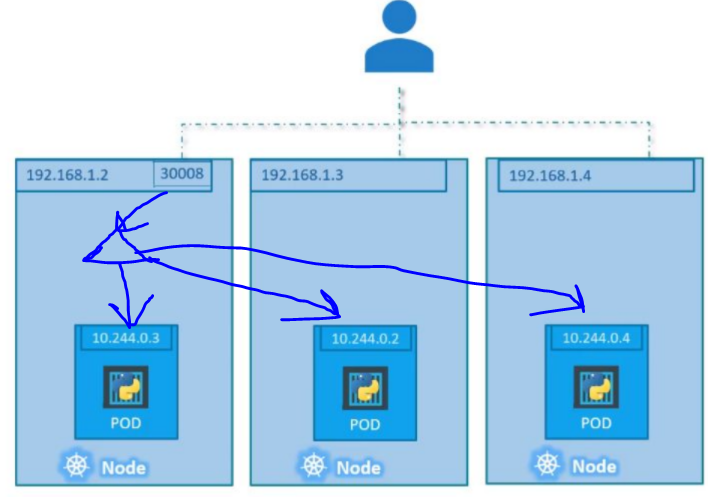 192.168.1.2 30008
192.168.1.3
192.168.1.4
10.244.0.3
10.244.0.2
10.244.0.4
POD
POD
POD
Node
Node
Node